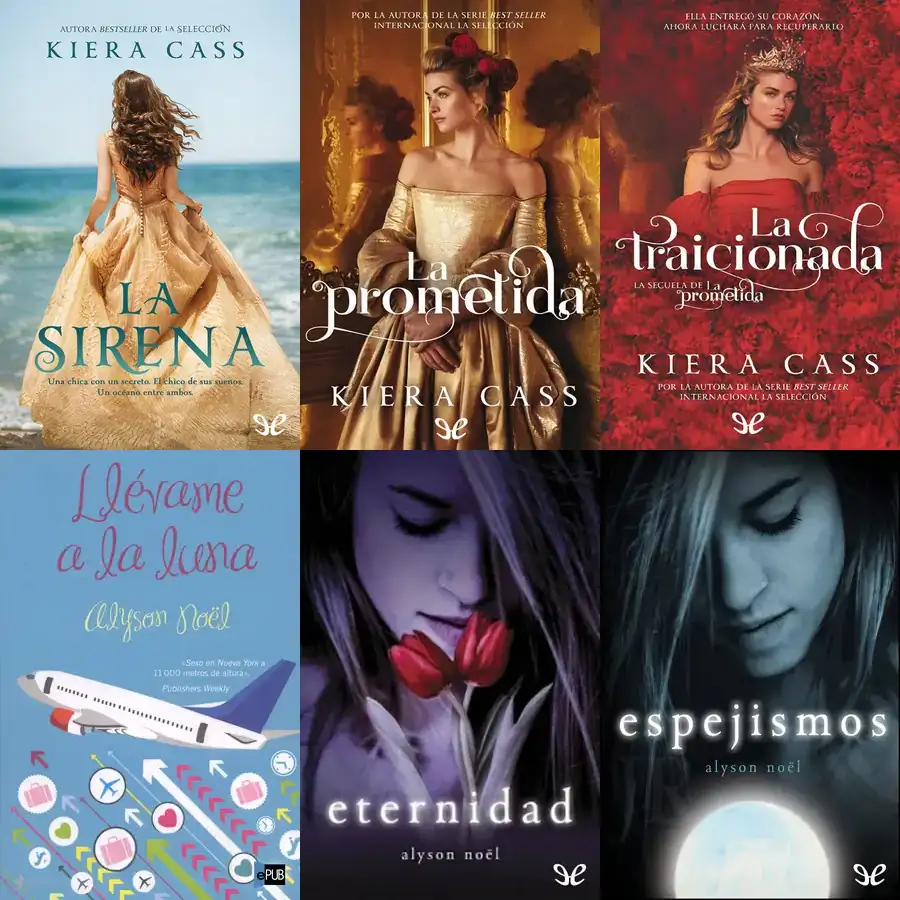 AUTORA BESTSELLER DE LA SELECCIÓN
KIERA CASS
LA
SIRENA
Una chica con un secreto. El chico de sus sueños.
Un océano entre ambos.
POR LA AUTORA DE LA SERIE BEST SELLER
INTERNACIONAL LA SELECCIÓN
La
prometida
KIERA CASS
ELLA ENTREGÓ SU CORAZÓN.
AHORA LUCHARÁ PARA RECUPERARLO
La
traicionada
LA SECUELA DE La
prometida
KIERA CASS
POR LA AUTORA DE LA SERIE BEST SELLER
INTERNACIONAL LA SELECCIÓN
Llévame
a la luna
alyson noël
«Sexo en Nueva York a
11 000 metros de altura».
Publishers Weekly
ePUB
eternidad
alyson noël
espejismos
alyson noël